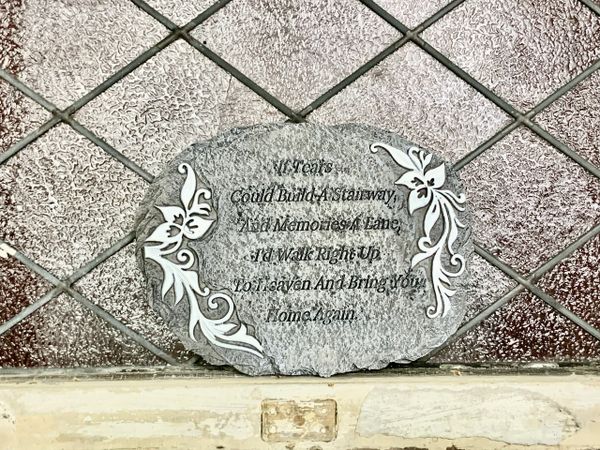 If Tears
Could Build A Stairway,
And Memories A Lane,
I'd Walk Right Up
To Heaven And Bring You
Home Again.